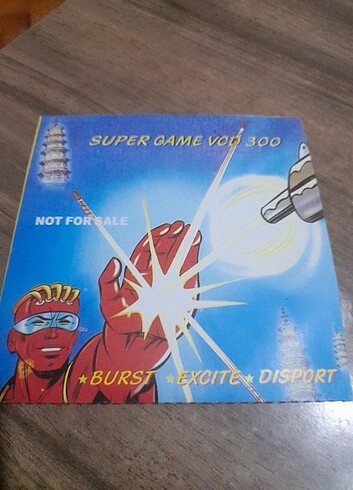 SUPER GAME VCD 300
NOT FOR SALE
★BURST ★EXCITE★DISPORT